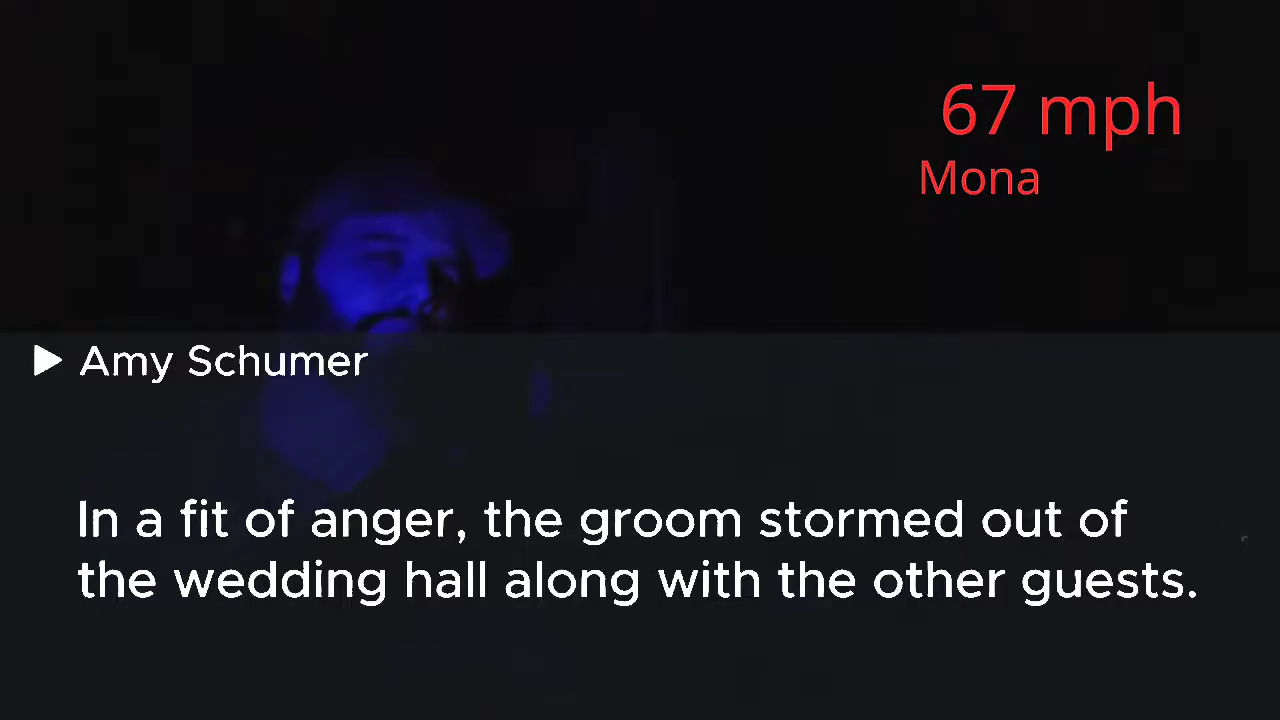 67 mph
Mona
Amy Schumer
In a fit of anger, the groom stormed out of
the wedding hall along with the other guests.